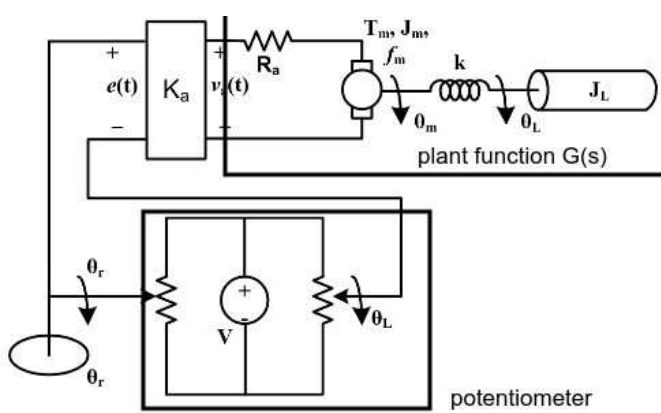 Tm, Jm,
fm
+
+
Ra
k
e(t)
Ka
va(t)
JL
θm
θL
−
−
plant function G(s)
θr
+
-
V
θL
θr
potentiometer